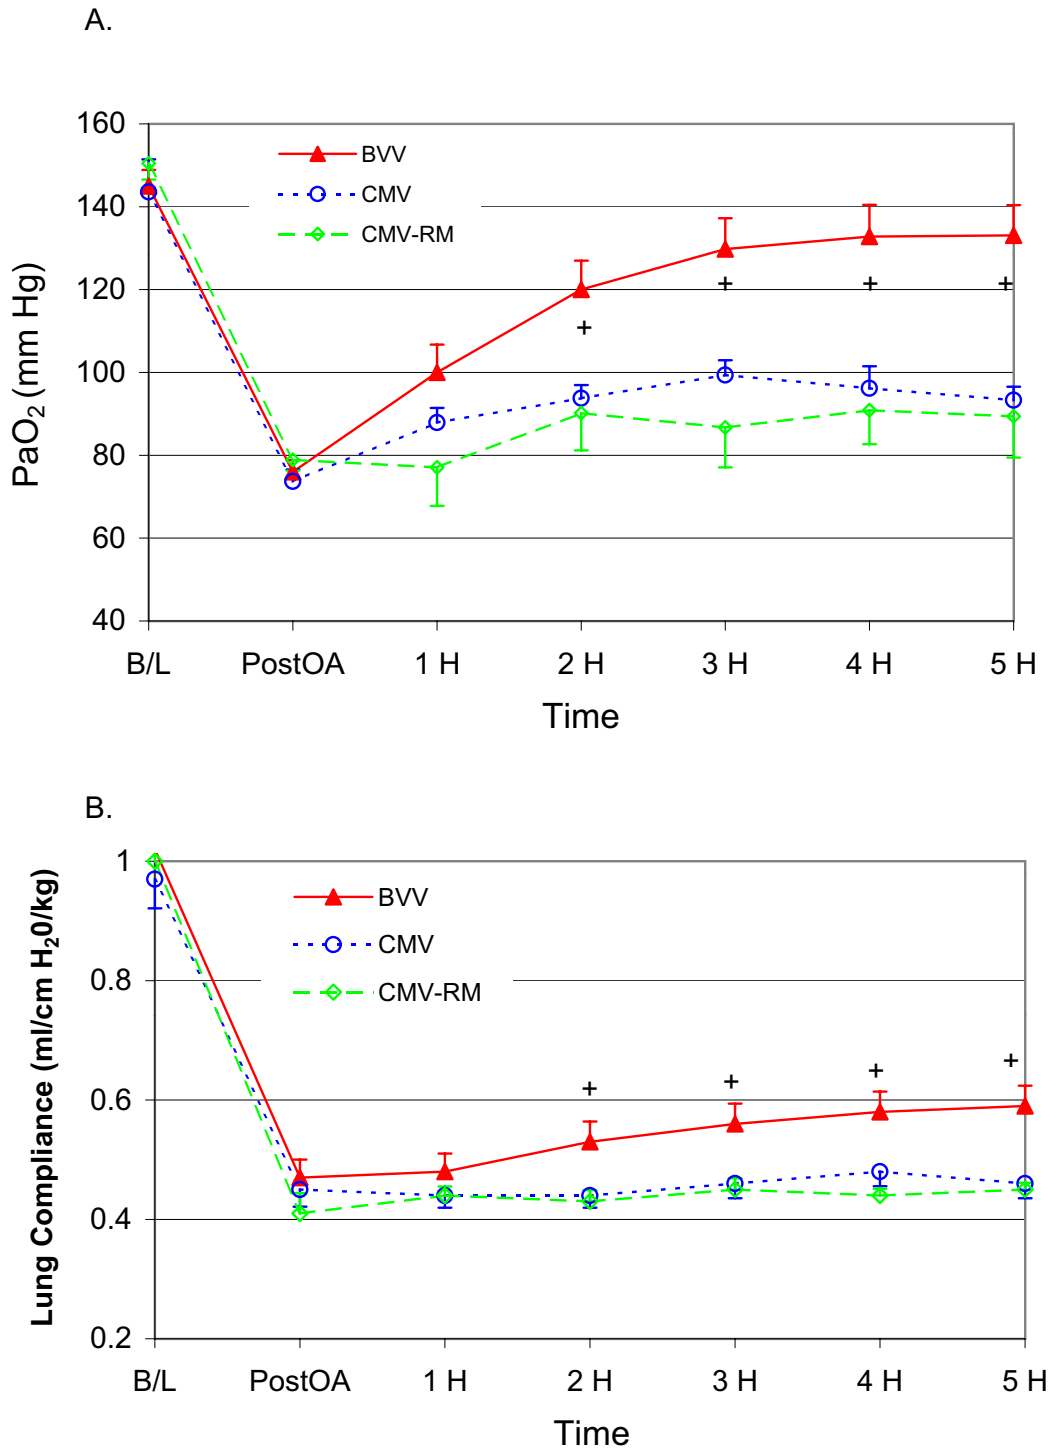 A.
160
140
120
100
80
60
40
PaO₂ (mm Hg)
BVV
CMV
CMV-RM
+ + + +
B/L PostOA 1 H 2 H 3 H 4 H 5 H
Time
B.
1
0.8
0.6
0.4
0.2
Lung Compliance (ml/cm H₂0/kg)
BVV
CMV
CMV-RM
+ + + +
B/L PostOA 1 H 2 H 3 H 4 H 5 H
Time